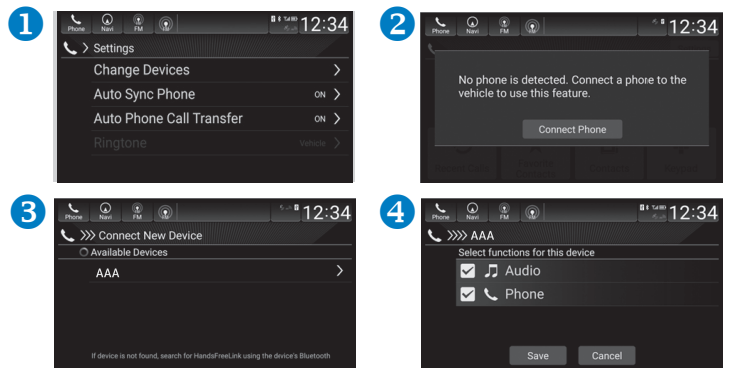 1
Phone Navi FM AM 12:34
Settings
Change Devices
Auto Sync Phone ON
Auto Phone Call Transfer ON
Ringtone Vehicle
2
Phone Navi FM AM 12:34
No phone is detected. Connect a phone to the
vehicle to use this feature.
Connect Phone
3
Phone Navi FM AM 12:34
Connect New Device
Available Devices
AAA
If device is not found, search for HandsFreeLink using the device's Bluetooth
4
Phone Navi FM AM 12:34
AAA
Select functions for this device
Audio
Phone
Save Cancel